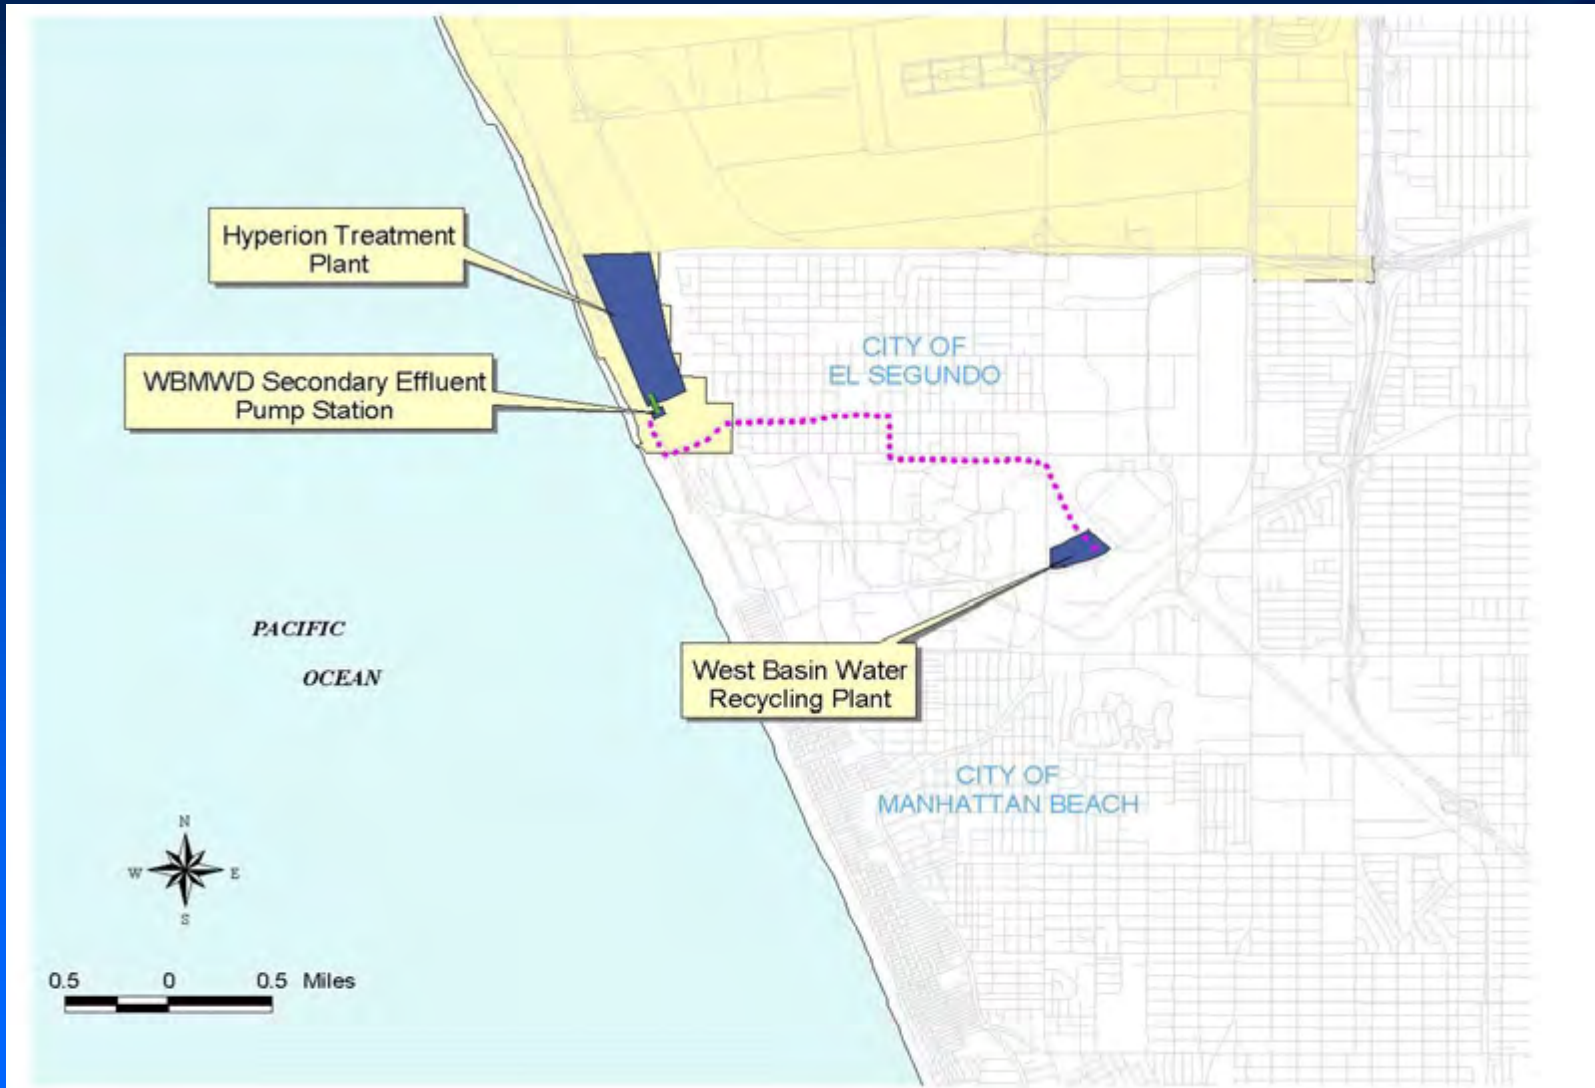 Hyperion Treatment
Plant
WBMWD Secondary Effluent
Pump Station
CITY OF
EL SEGUNDO
PACIFIC
OCEAN
West Basin Water
Recycling Plant
CITY OF
MANHATTAN BEACH
N
W E
S
0.5 0 0.5 Miles